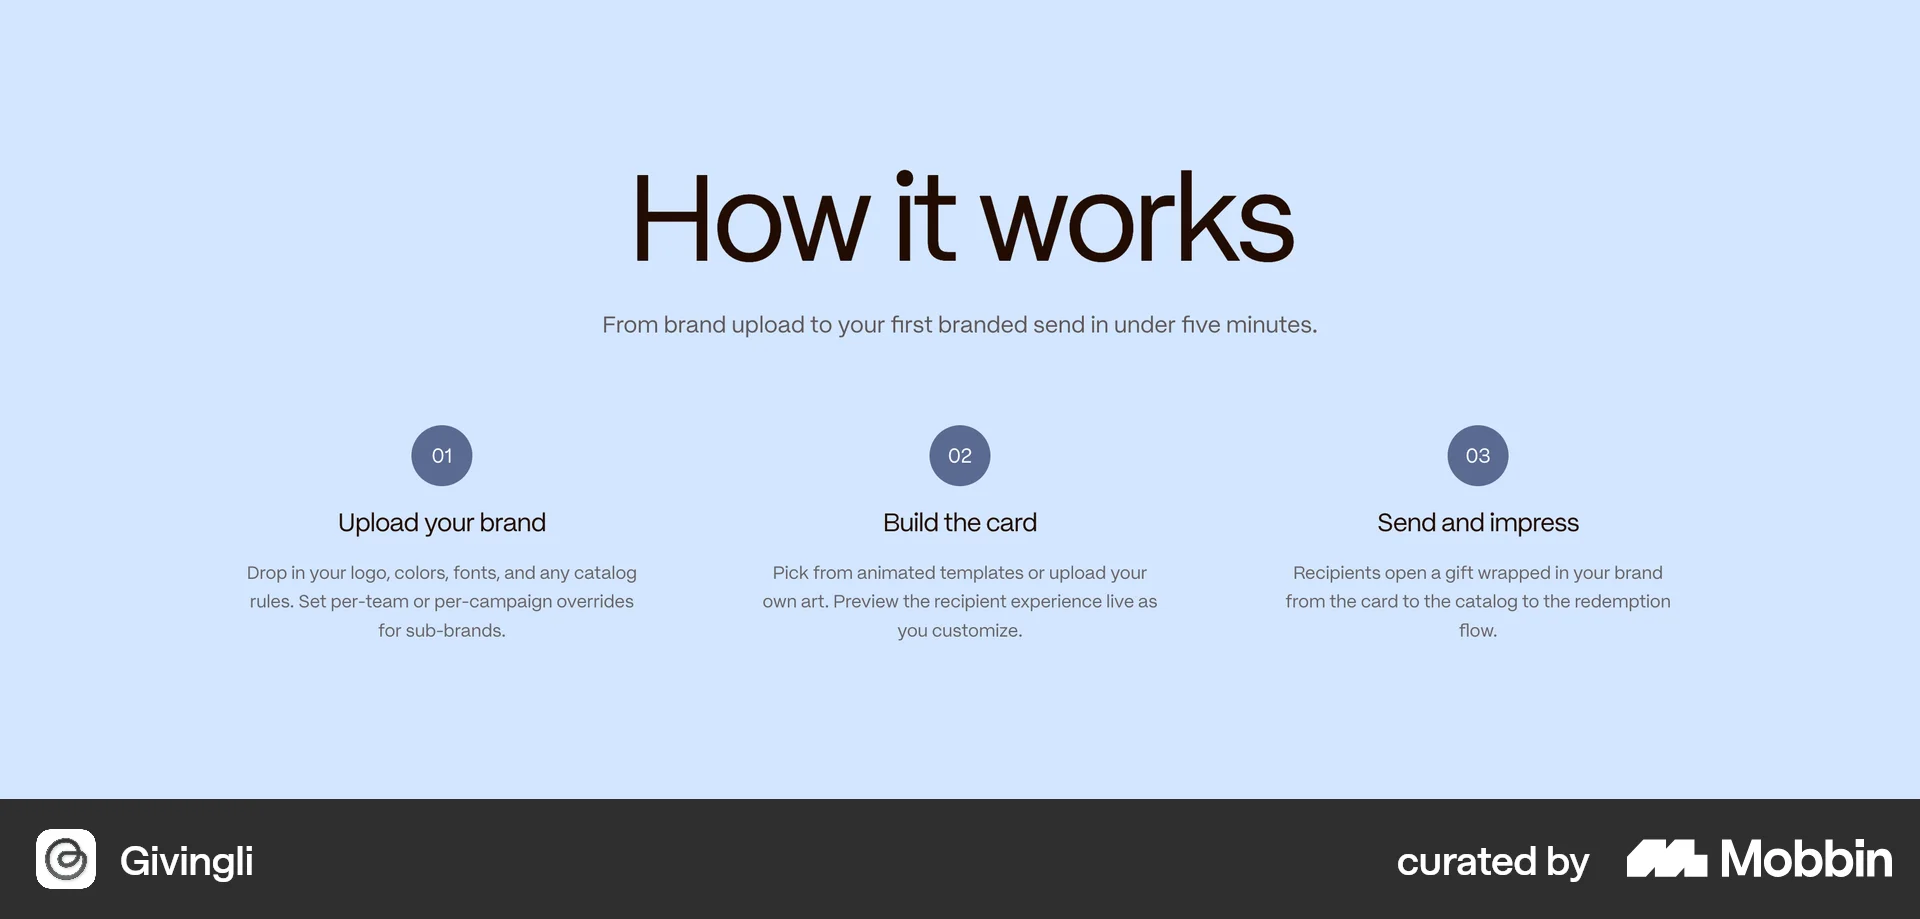 How it works
From brand upload to your first branded send in under five minutes.
01
Upload your brand
Drop in your logo, colors, fonts, and any catalog
rules. Set per-team or per-campaign overrides
for sub-brands.
02
Build the card
Pick from animated templates or upload your
own art. Preview the recipient experience live as
you customize.
03
Send and impress
Recipients open a gift wrapped in your brand
from the card to the catalog to the redemption
flow.
Givingli
curated by Mobbin